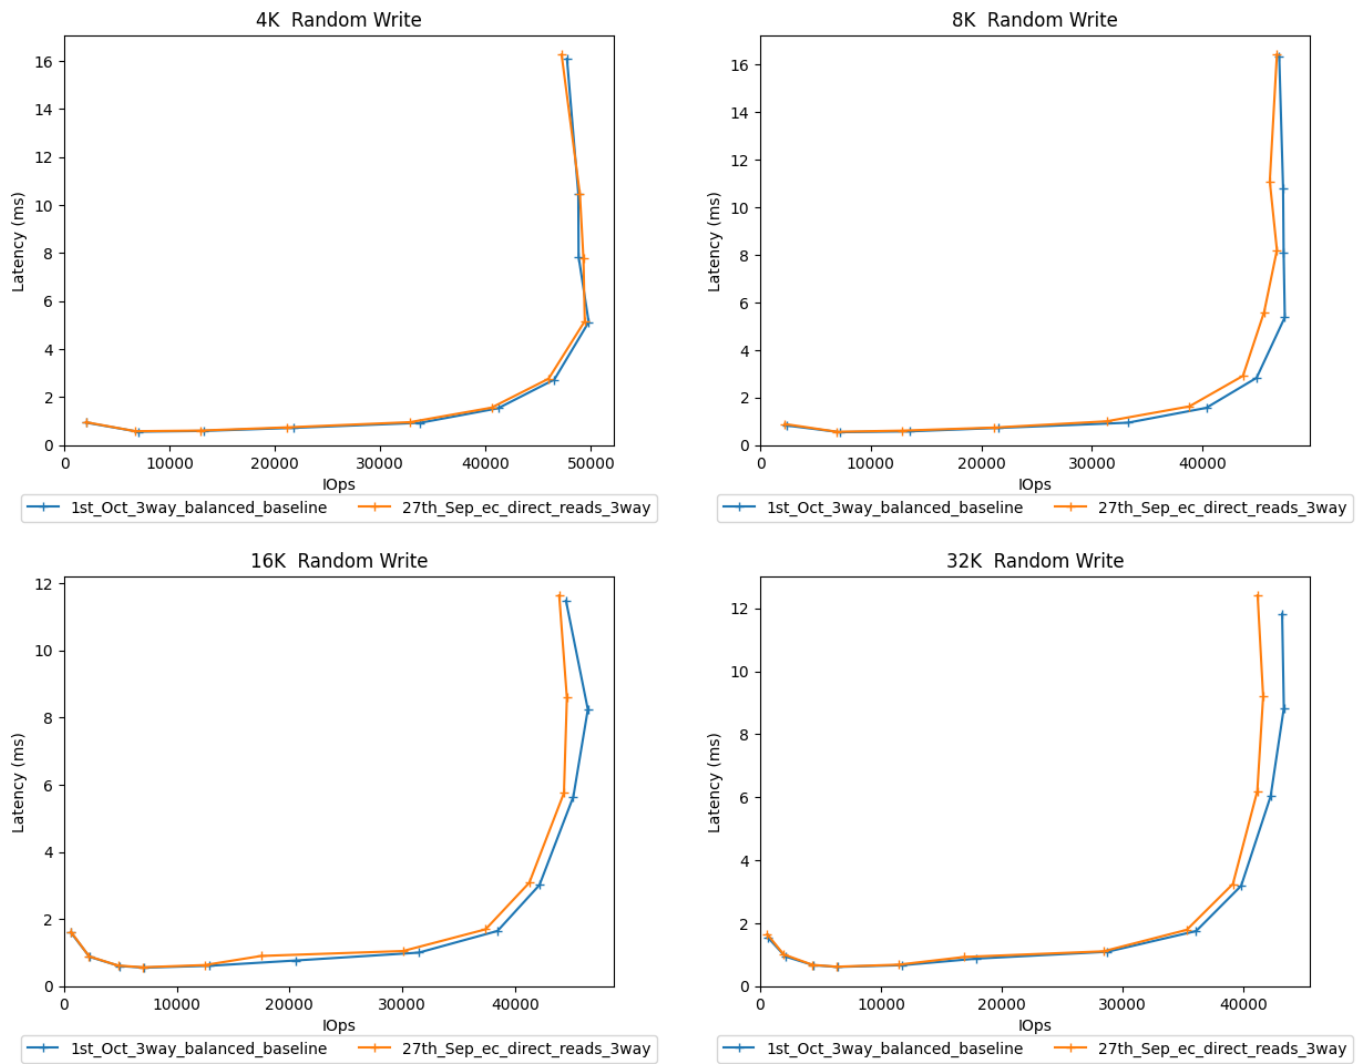 4K  Random Write
16
14
12
10
8
6
4
2
0
Latency (ms)
0 10000 20000 30000 40000 50000
IOps
1st_Oct_3way_balanced_baseline 27th_Sep_ec_direct_reads_3way
8K  Random Write
16
14
12
10
8
6
4
2
0
Latency (ms)
0 10000 20000 30000 40000
IOps
1st_Oct_3way_balanced_baseline 27th_Sep_ec_direct_reads_3way
16K  Random Write
12
10
8
6
4
2
0
Latency (ms)
0 10000 20000 30000 40000
IOps
1st_Oct_3way_balanced_baseline 27th_Sep_ec_direct_reads_3way
32K  Random Write
12
10
8
6
4
2
0
Latency (ms)
0 10000 20000 30000 40000
IOps
1st_Oct_3way_balanced_baseline 27th_Sep_ec_direct_reads_3way